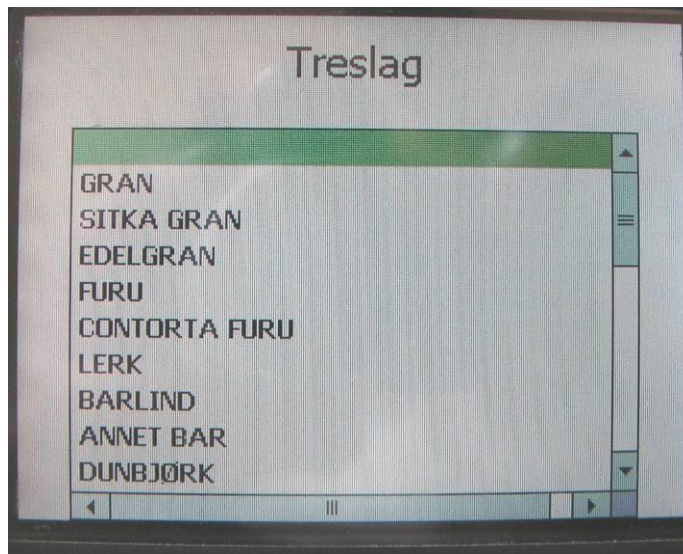 Treslag
GRAN
SITKA GRAN
EDELGRAN
FURU
CONTORTA FURU
LERK
BARLIND
ANNET BAR
DUNBJØRK